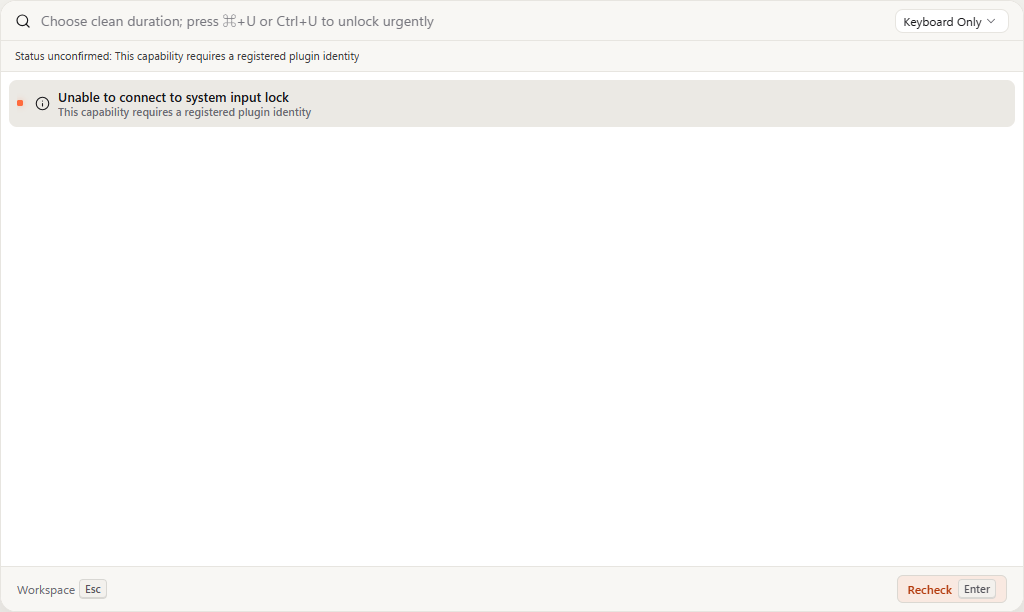 Choose clean duration; press ⌘+U or Ctrl+U to unlock urgently
Keyboard Only
Status unconfirmed: This capability requires a registered plugin identity
Unable to connect to system input lock
This capability requires a registered plugin identity
Workspace Esc
Recheck Enter